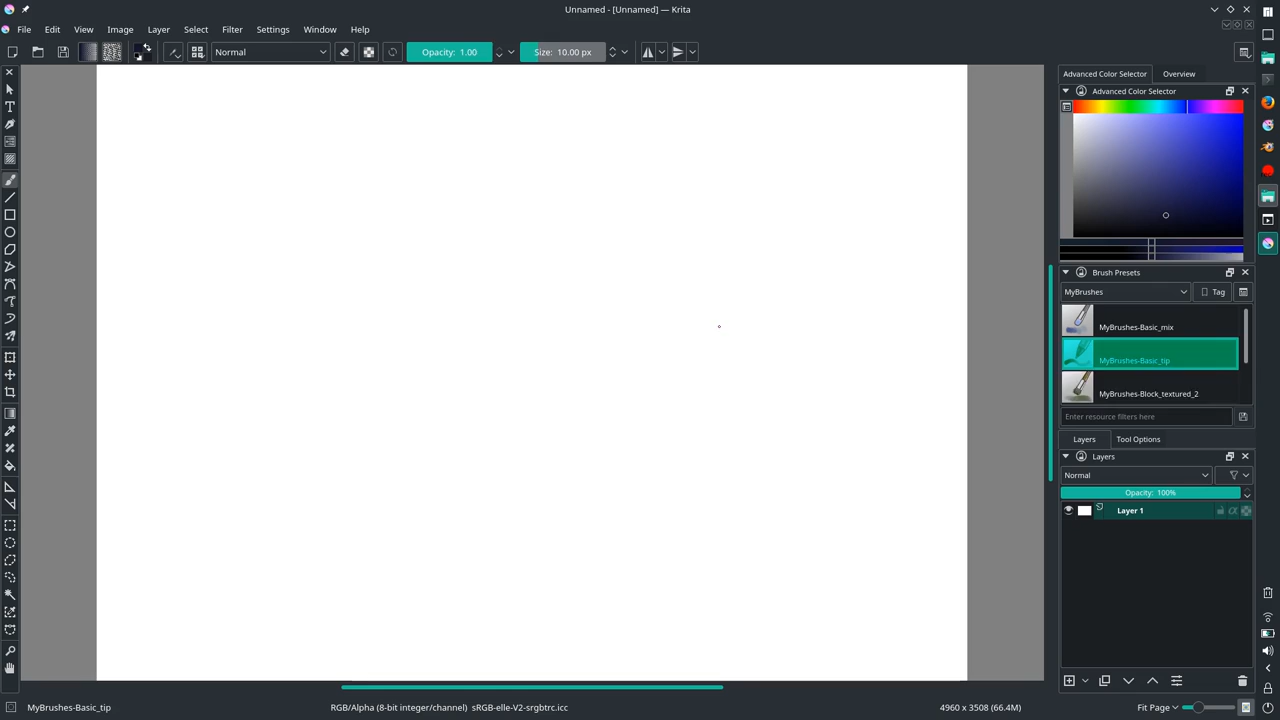 Unnamed - [Unnamed] — Krita
File Edit View Image Layer Select Filter Settings Window Help
Normal Opacity: 1.00 Size: 10.00 px
Advanced Color Selector Overview
Advanced Color Selector
Brush Presets
MyBrushes Tag
MyBrushes-Basic_mix
MyBrushes-Basic_tip
MyBrushes-Block_textured_2
Enter resource filters here
Layers Tool Options
Layers
Normal
Opacity: 100%
Layer 1
MyBrushes-Basic_tip RGB/Alpha (8-bit integer/channel) sRGB-elle-V2-srgbtrc.icc 4960 x 3508 (66.4M) Fit Page